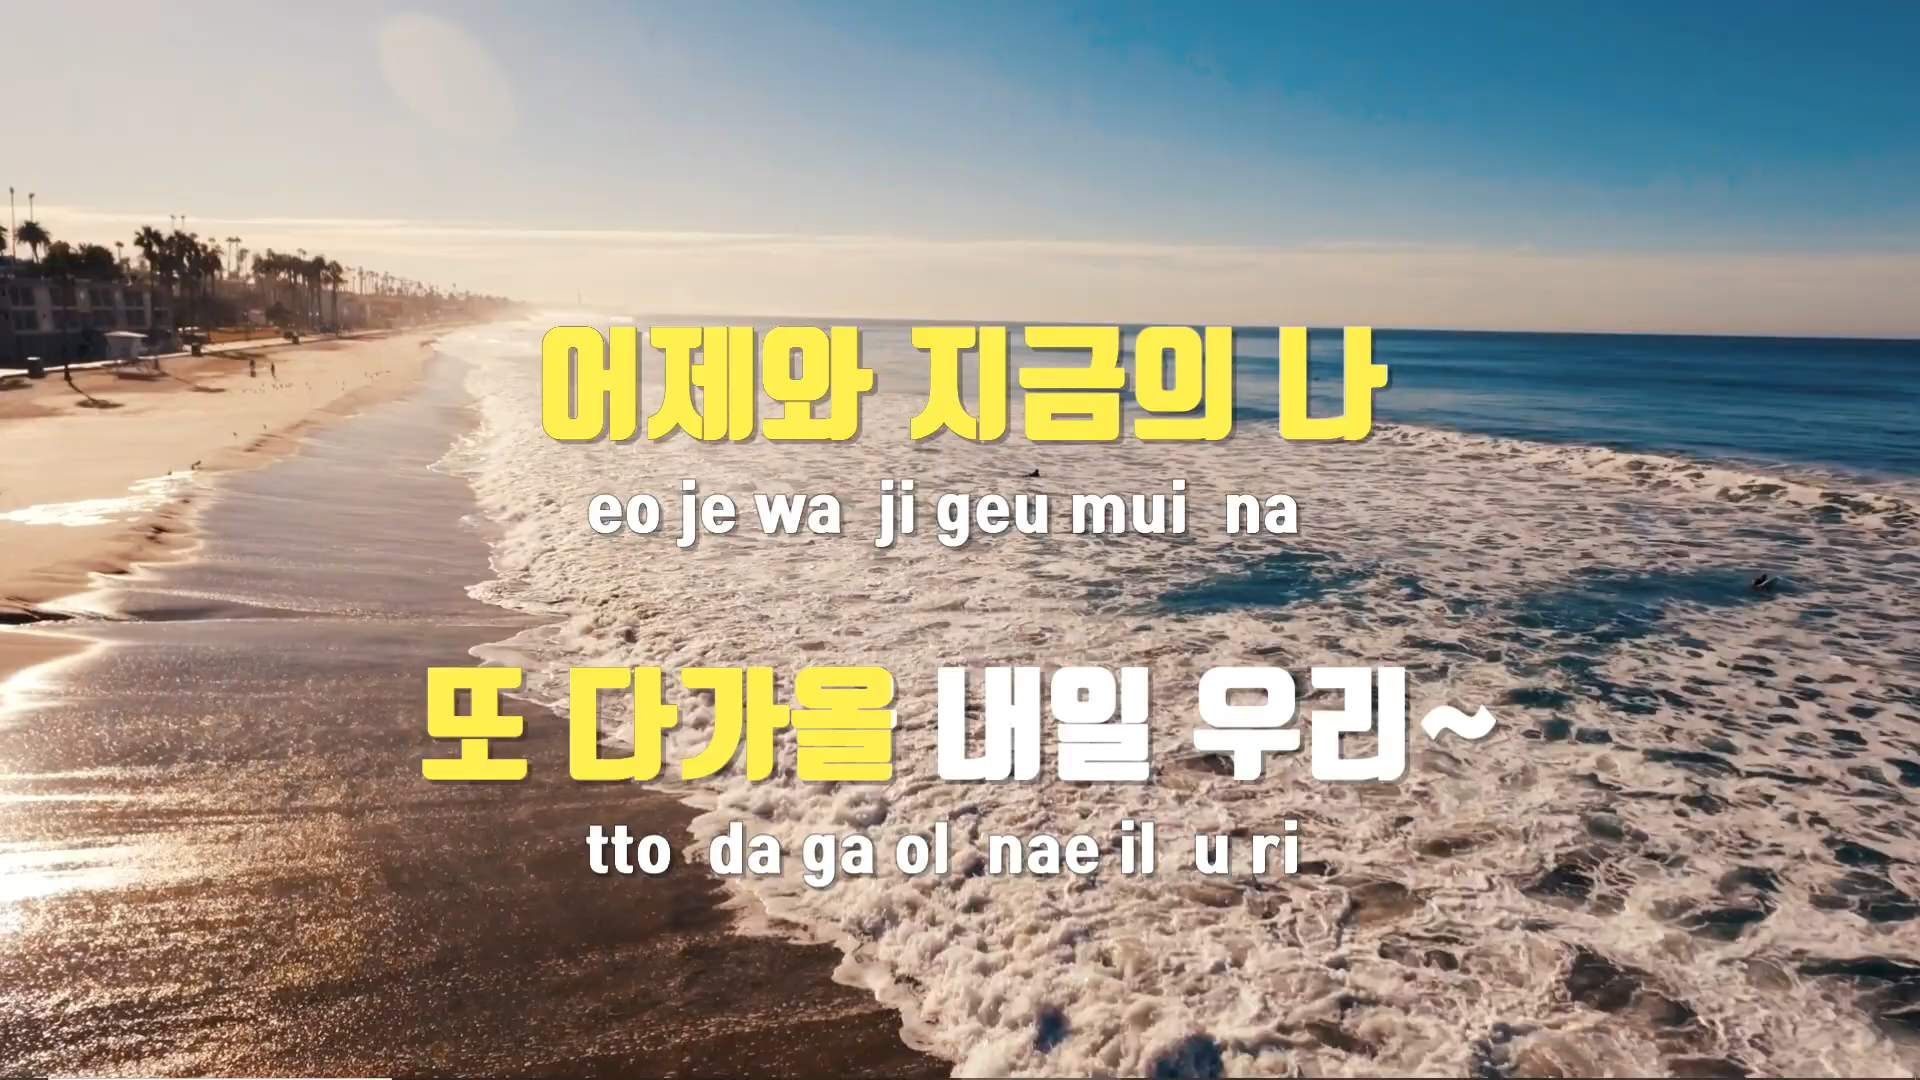 어제와 지금의 나
eo je wa ji geu mui na
또 다가올 내일 우리~
tto da ga ol nae il u ri